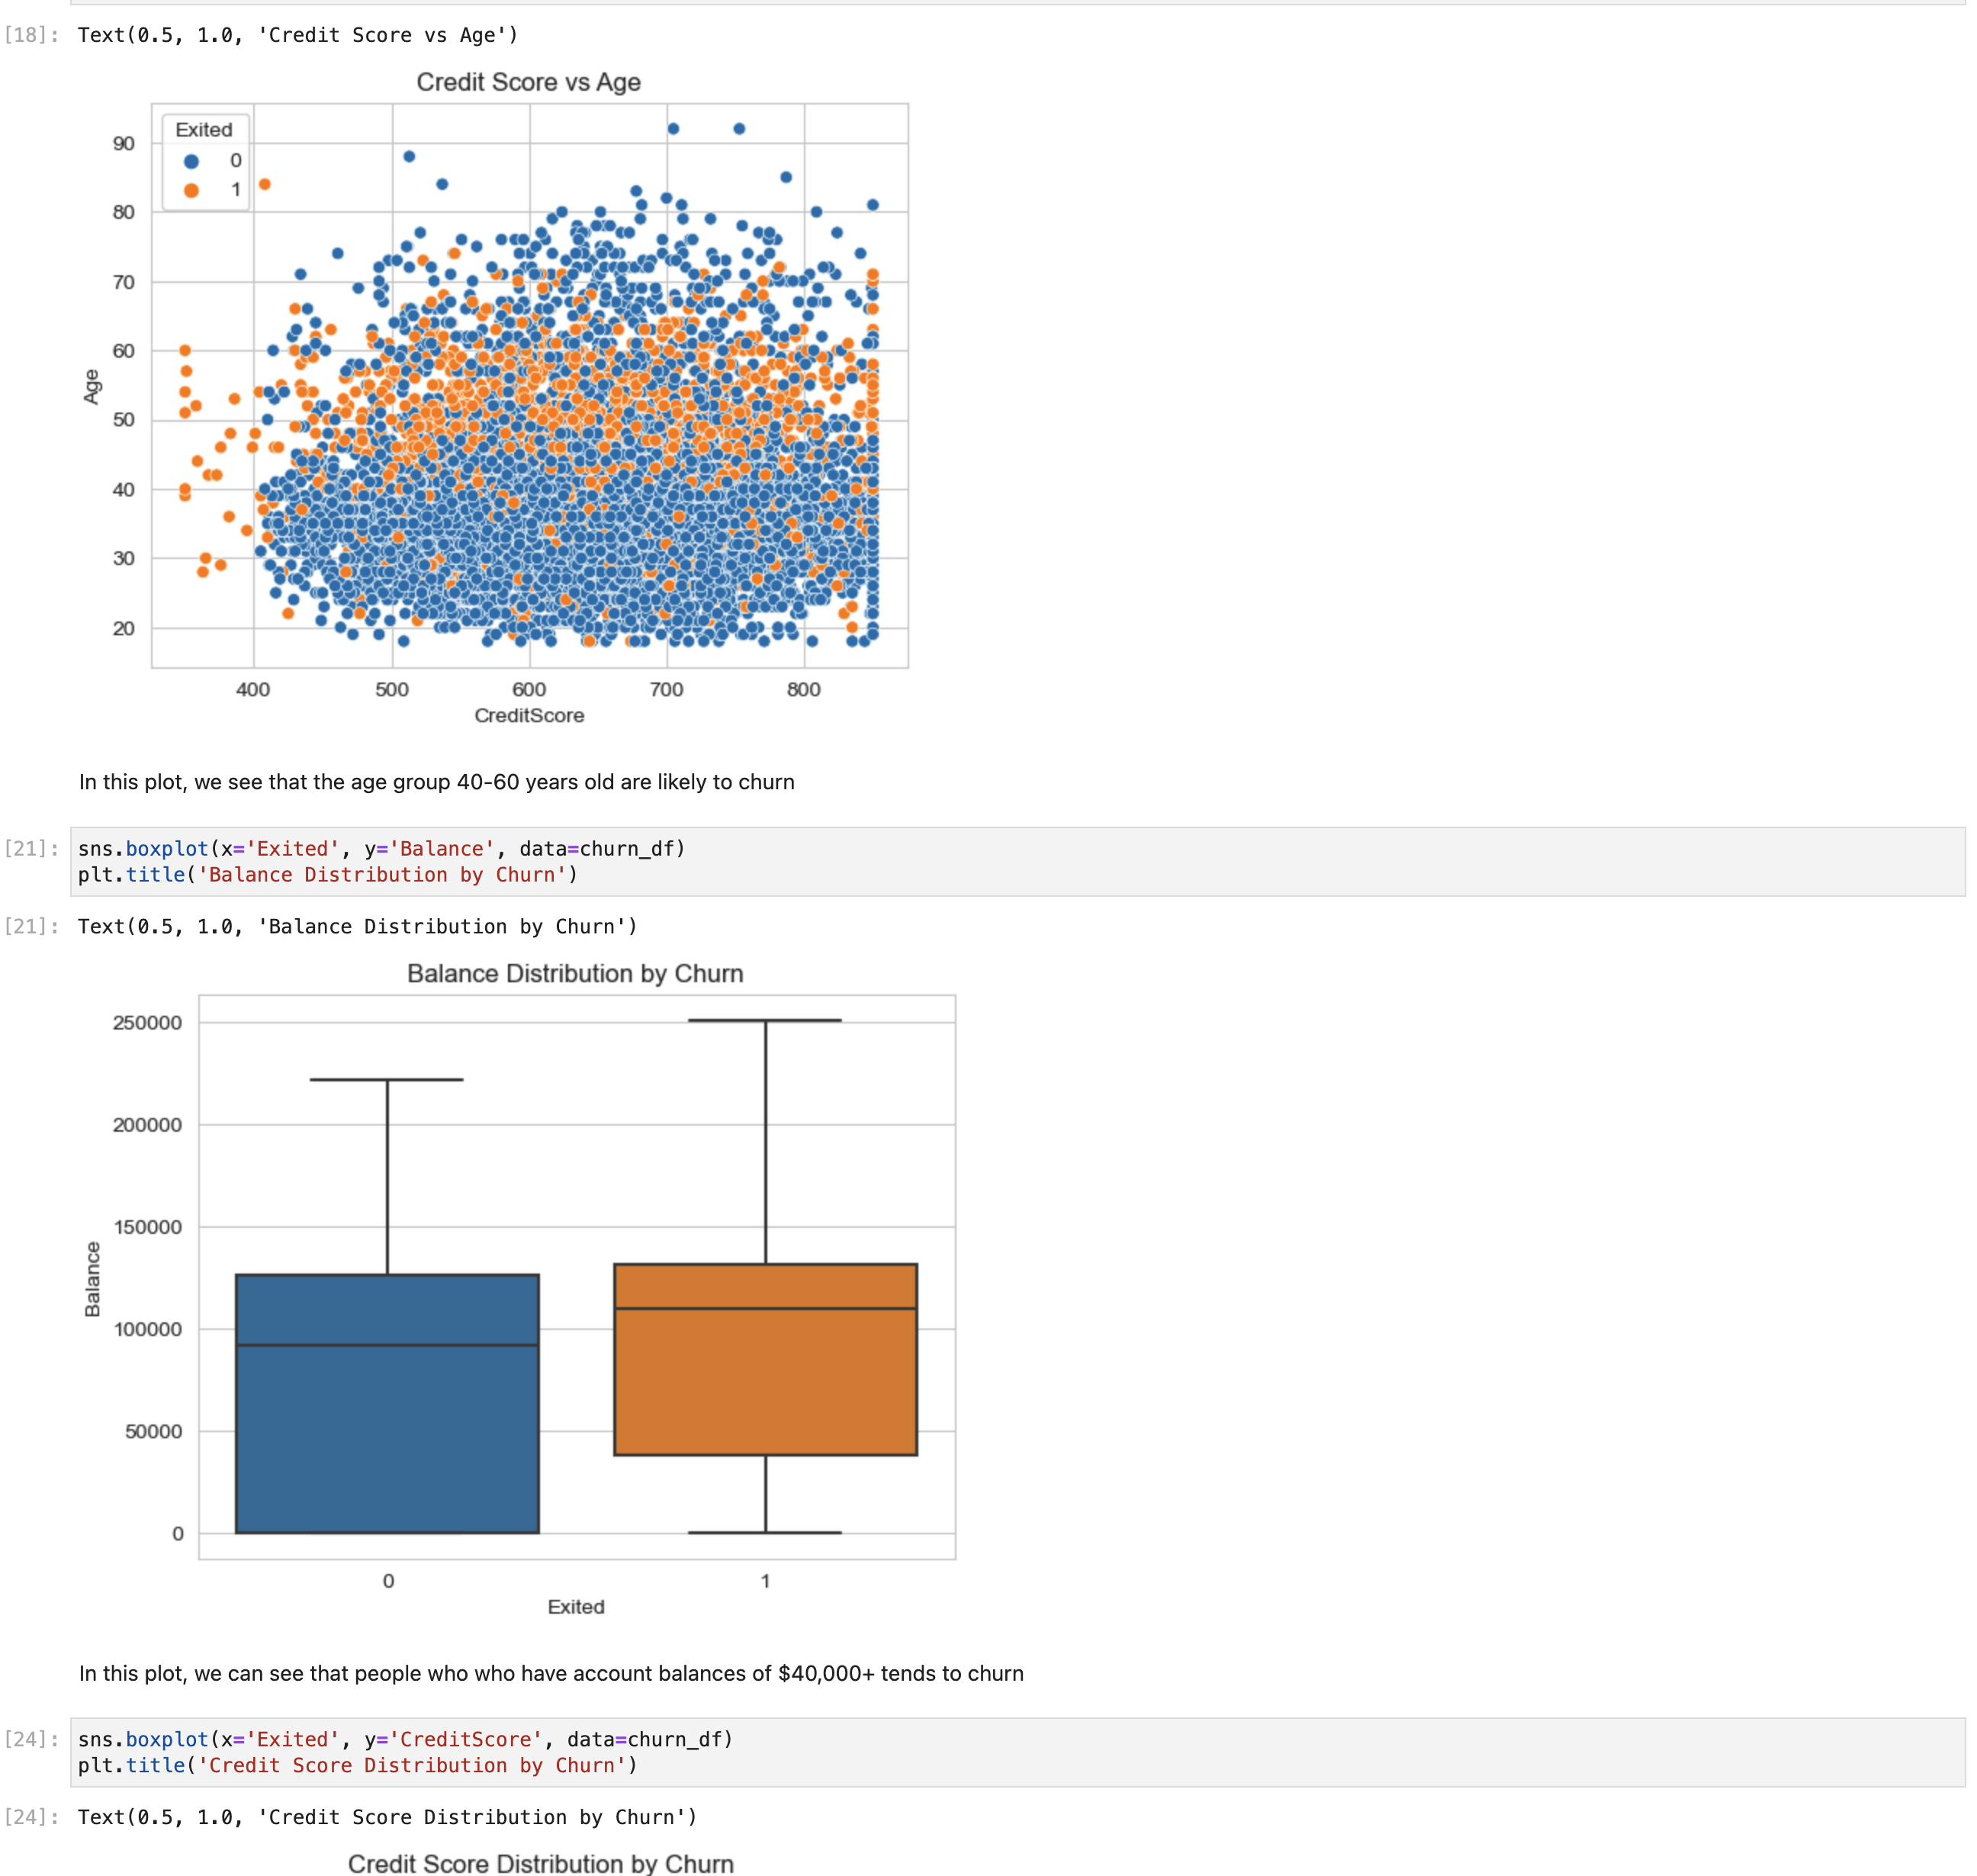 [18]: Text(0.5, 1.0, 'Credit Score vs Age')
Credit Score vs Age
Exited
0
1
90
80
70
60
50
40
30
20
Age
400 500 600 700 800
CreditScore
In this plot, we see that the age group 40-60 years old are likely to churn
[21]: sns.boxplot(x='Exited', y='Balance', data=churn_df)
plt.title('Balance Distribution by Churn')
[21]: Text(0.5, 1.0, 'Balance Distribution by Churn')
Balance Distribution by Churn
250000
200000
150000
100000
50000
0
Balance
0 1
Exited
In this plot, we can see that people who who have account balances of $40,000+ tends to churn
[24]: sns.boxplot(x='Exited', y='CreditScore', data=churn_df)
plt.title('Credit Score Distribution by Churn')
[24]: Text(0.5, 1.0, 'Credit Score Distribution by Churn')
Credit Score Distribution by Churn